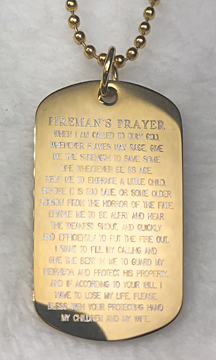 FIREMAN'S PRAYER
WHEN I AM CALLED TO DUTY, GOD,
WHENEVER FLAMES MAY RAGE, GIVE
ME THE STRENGTH TO SAVE SOME
LIFE WHATEVER BE ITS AGE.
HELP ME TO EMBRACE A LITTLE CHILD,
BEFORE IT IS TOO LATE, OR SOME OLDER
PERSON FROM THE HORROR OF THE FATE.
ENABLE ME TO BE ALERT AND HEAR
THE WEAKEST SHOUT, AND QUICKLY
AND EFFICIENTLY TO PUT THE FIRE OUT.
I WANT TO FILL MY CALLING AND
GIVE THE BEST IN ME TO GUARD MY
NEIGHBOR AND PROTECT HIS PROPERTY.
AND IF ACCORDING TO YOUR WILL I
HAVE TO LOSE MY LIFE, PLEASE
BLESS WITH YOUR PROTECTING HAND
MY CHILDREN AND MY WIFE.